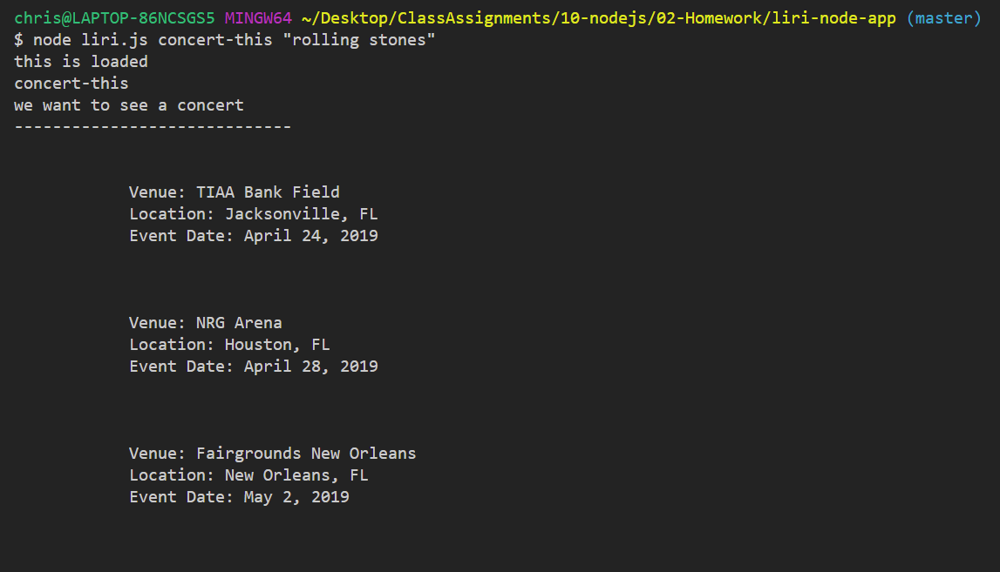 chris@LAPTOP-86NCSGS5 MINGW64 ~/Desktop/ClassAssignments/10-nodejs/02-Homework/liri-node-app (master)
$ node liri.js concert-this "rolling stones"
this is loaded
concert-this
we want to see a concert
-----------------------------
Venue: TIAA Bank Field
Location: Jacksonville, FL
Event Date: April 24, 2019
Venue: NRG Arena
Location: Houston, FL
Event Date: April 28, 2019
Venue: Fairgrounds New Orleans
Location: New Orleans, FL
Event Date: May 2, 2019